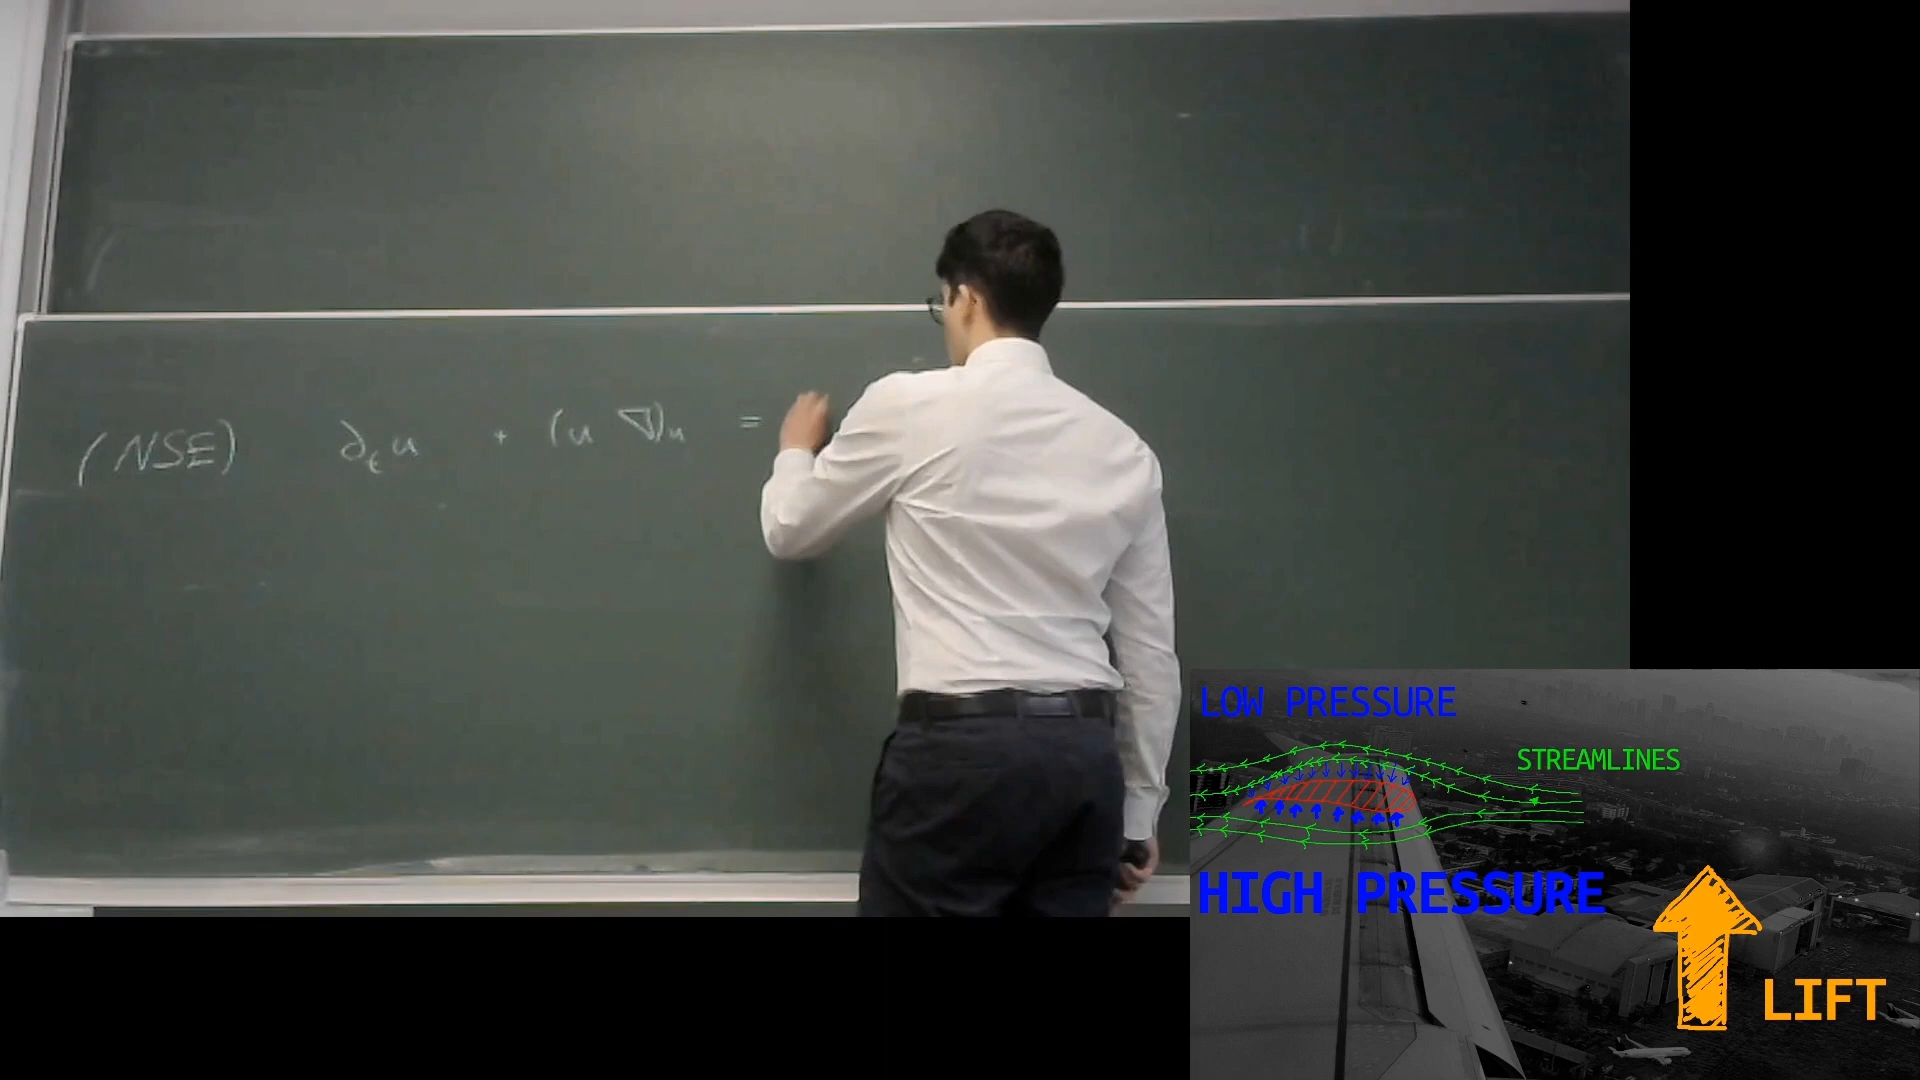 (NSE) ∂ₜu + (u ∇)u =
LOW PRESSURE
STREAMLINES
HIGH PRESSURE
LIFT